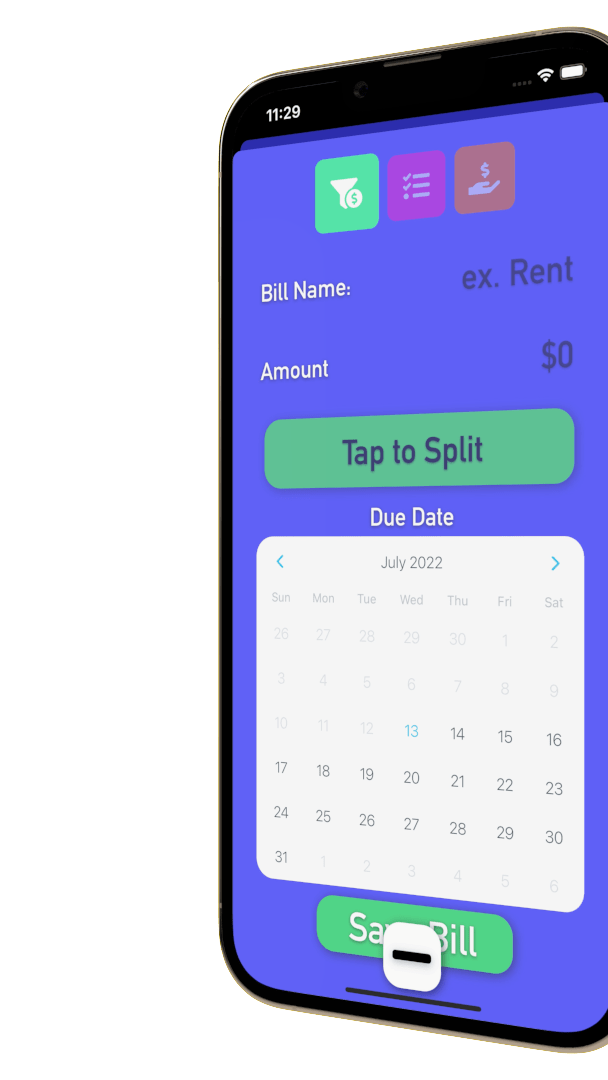 11:29
Bill Name:
ex. Rent
Amount
$0
Tap to Split
Due Date
July 2022
Sun Mon Tue Wed Thu Fri Sat
26 27 28 29 30 1 2
3 4 5 6 7 8 9
10 11 12 13 14 15 16
17 18 19 20 21 22 23
24 25 26 27 28 29 30
31 1 2 3 4 5 6
Bill